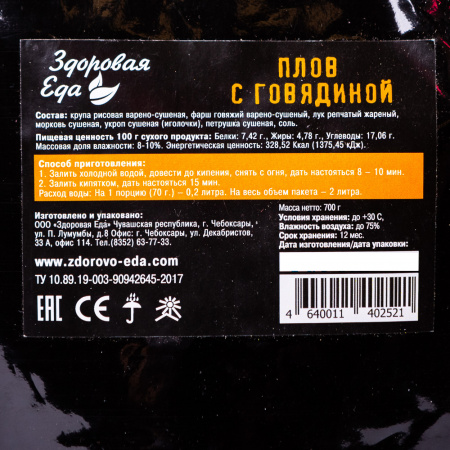 Здоровая
Еда
ПЛОВ
С ГОВЯДИНОЙ
Состав: крупа рисовая варено-сушеная, фарш говяжий варено-сушеный, лук репчатый жареный,
морковь сушеная, укроп сушеный (иголочки), петрушка сушеная, соль.
Пищевая ценность 100 г сухого продукта: Белки: 7,42 г., Жиры: 4,78 г., Углеводы: 17,06 г.
Массовая доля влажности: 8-10%. Энергетическая ценность: 328,52 Ккал (1375,45 кДж).
Способ приготовления:
1. Залить холодной водой, довести до кипения, снять с огня, дать настояться 8 – 10 мин.
2. Залить кипятком, дать настояться 15 мин.
Расход воды: На 1 порцию (70 г.) – 0,2 литра. На весь объем пакета – 2 литра.
Изготовлено и упаковано:
ООО «Здоровая Еда» Чувашская республика, г. Чебоксары,
ул. П. Лумумбы, д.8 Офис: г. Чебоксары, ул. Декабристов,
33 А, офис 114. Тел.(8352) 63-77-33.
www.zdorovo-eda.com
ТУ 10.89.19-003-90942645-2017
Масса нетто: 700 г
Условия хранения: до +30 С,
Влажность воздуха: до 75%
Срок хранения: 12 мес.
Дата изготовления/даты упаковки:
EAC CE
4 640011 402521